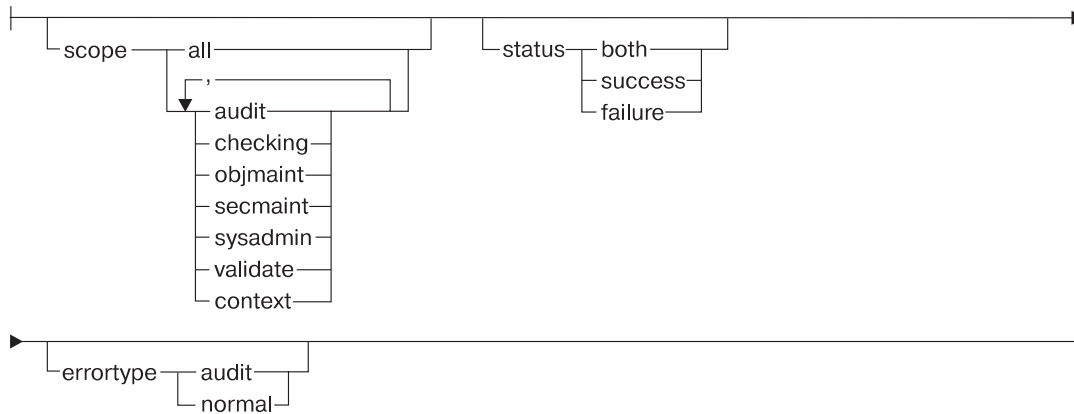 scope all status both
, success
audit failure
checking
objmaint
secmaint
sysadmin
validate
context
errortype audit
normal